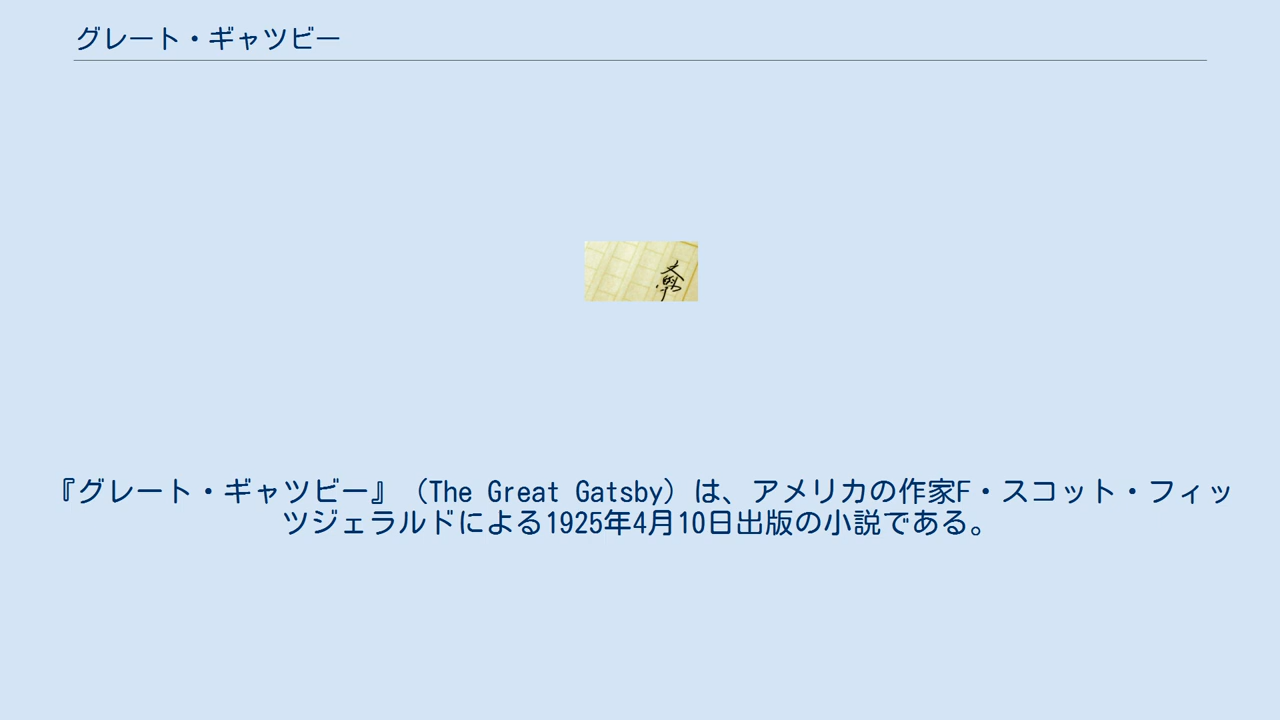 グレート・ギャツビー
『グレート・ギャツビー』（The Great Gatsby）は、アメリカの作家F・スコット・フィッ
ツジェラルドによる1925年4月10日出版の小説である。